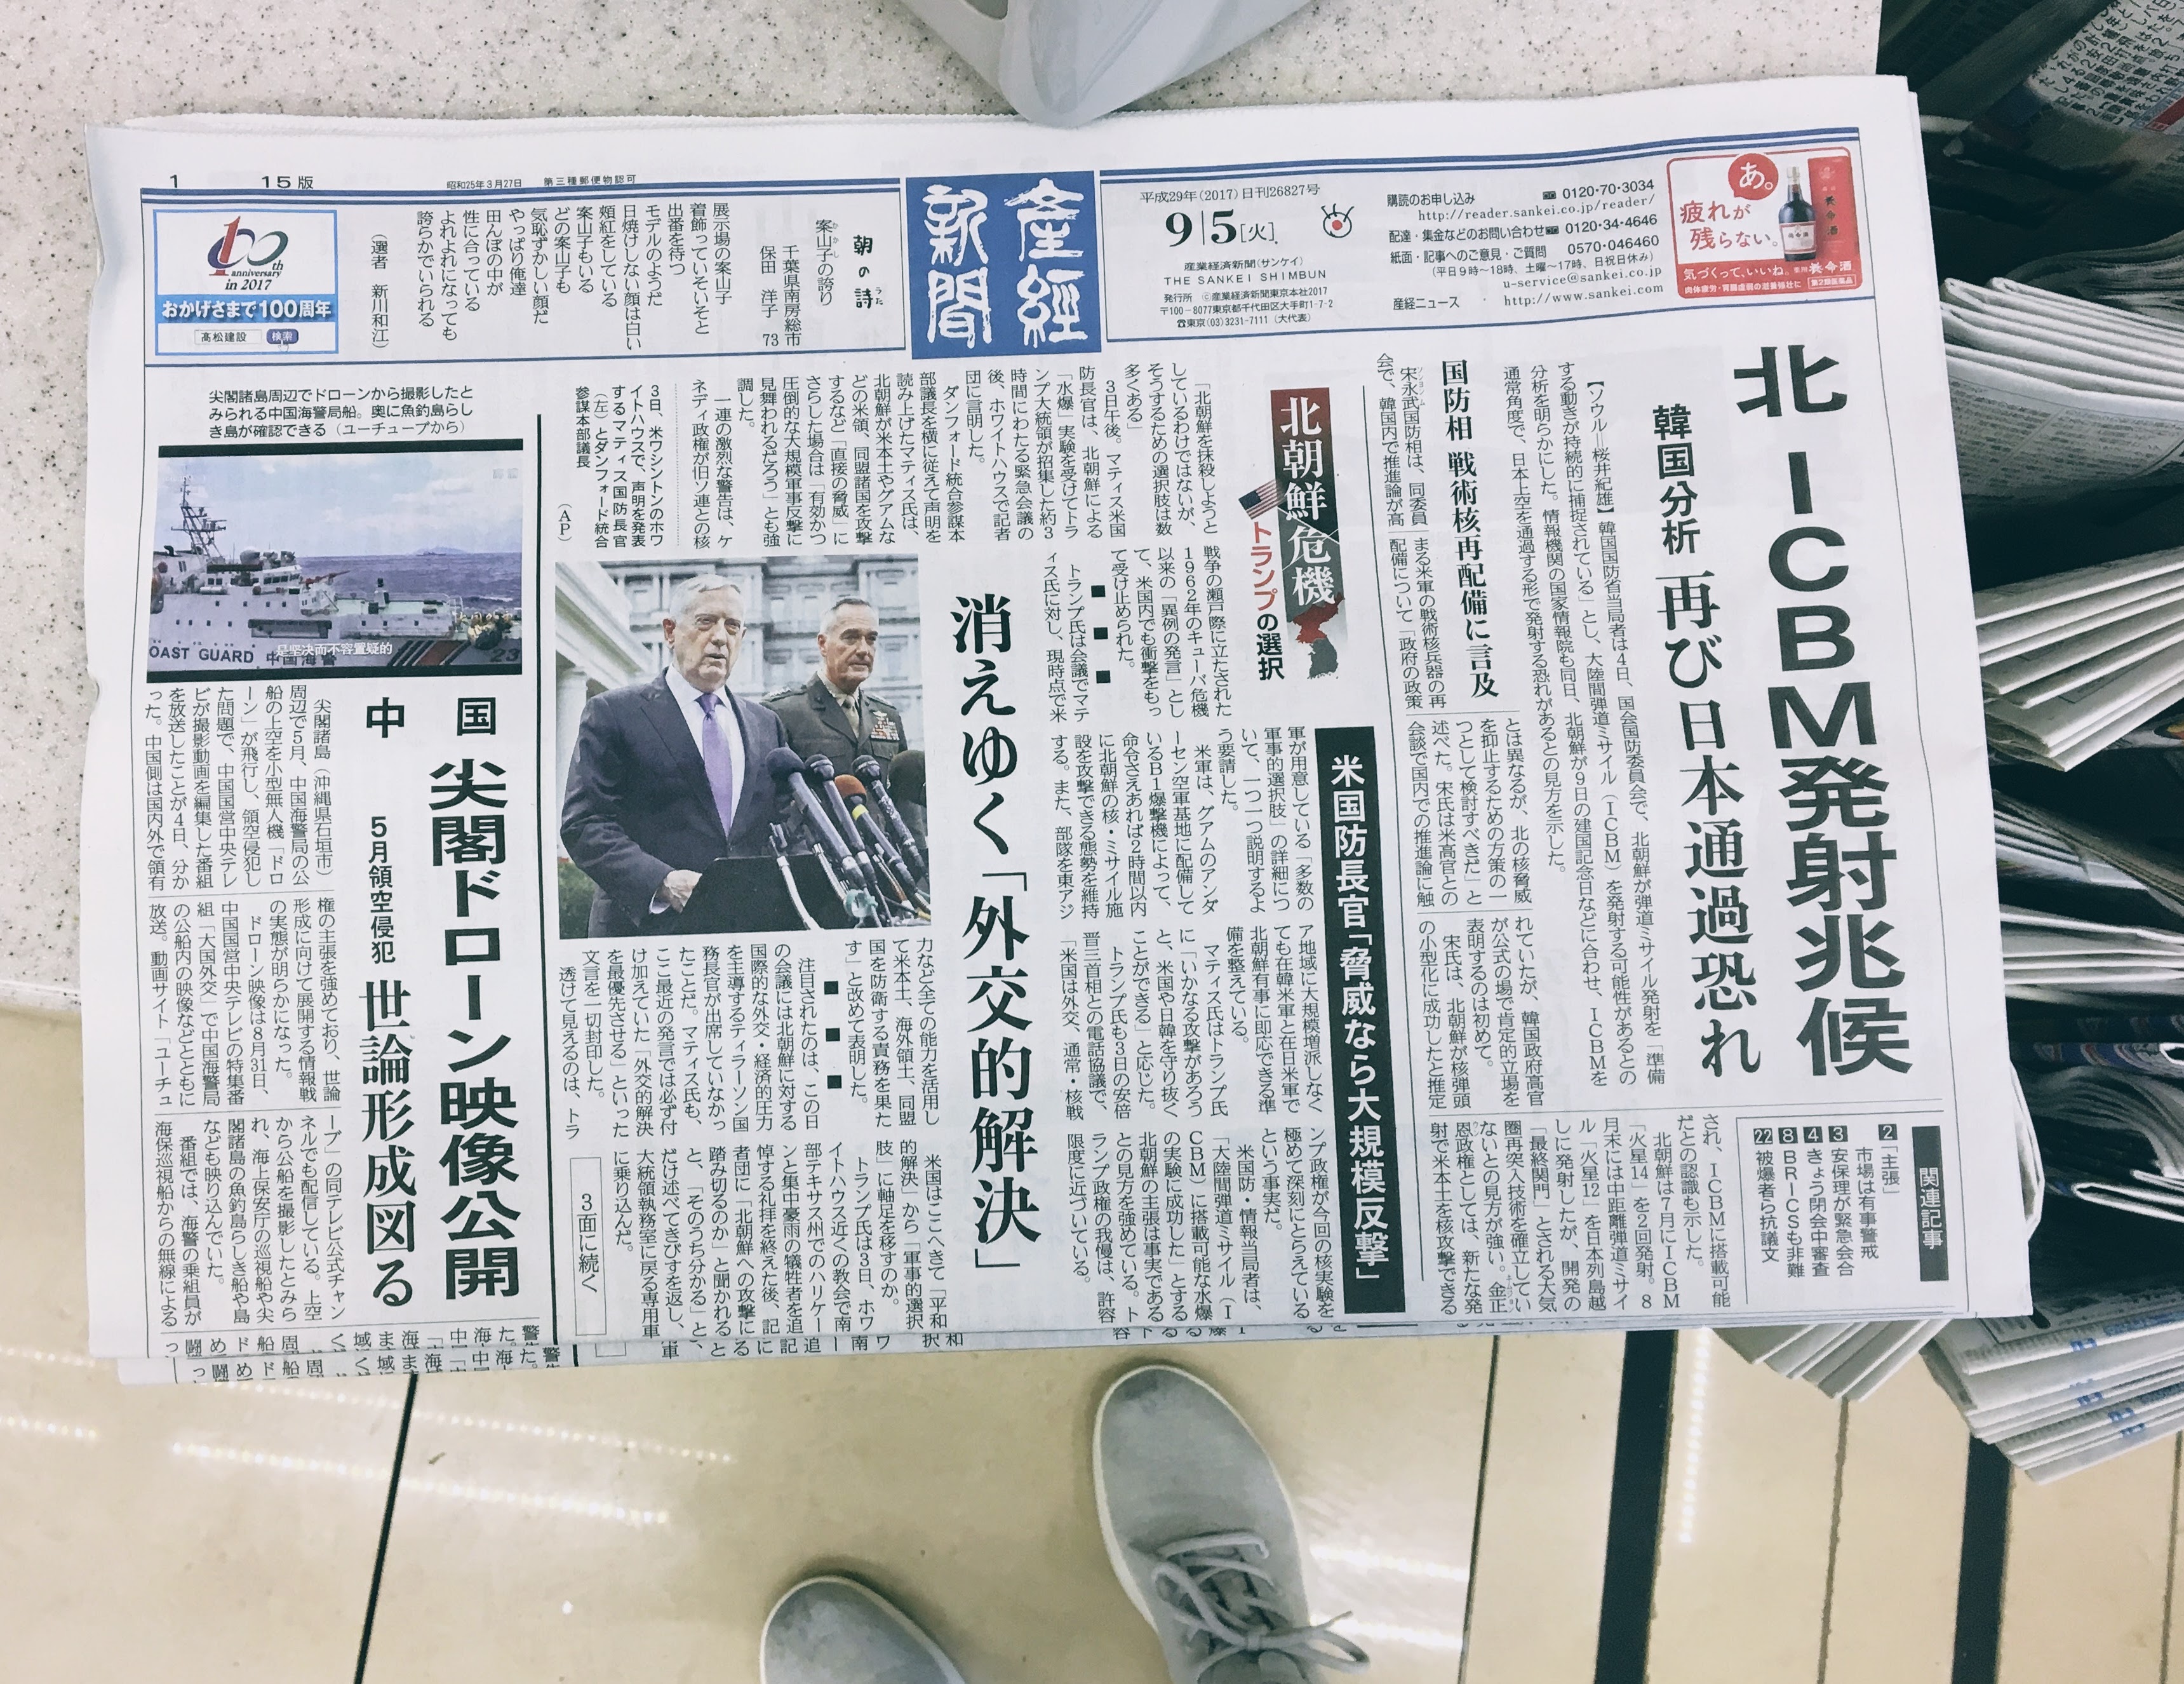 1
15版
昭和25年3月27日 第三種郵便物認可
産經
新聞
平成29年(2017)日刊26827号
9|5[火]
産業経済新聞(サンケイ)
THE SANKEI SHIMBUN
発行所 ©産業経済新聞東京本社2017
〒100-8077東京都千代田区大手町1-7-2
☎東京(03)3231-7111(大代表)
購読のお申し込み 0120・70・3034
http://reader.sankei.co.jp/reader/
配達・集金などのお問い合わせ 0120・34・4646
紙面・記事へのご意見・ご質問 0570・046460
(平日9時〜18時、土曜〜17時、日祝日休み)
u-service@sankei.co.jp
産経ニュース http://www.sankei.com
あ。
疲れが
残らない。
気づくって、いいね。
養命酒
第2類医薬品
朝の詩
うた
案山子の誇り
かかし
千葉県南房総市
保田 洋子 73
展示場の案山子
着飾っていそいそと
出番を待つ
モデルのようだ
日焼けしない顔は白い
頰紅をしている
案山子もいる
どの案山子も
気恥ずかしい顔だ
やっぱり俺達
田んぼの中が
性に合っている
よれよれになっても
誇らかでいられる
(選者 新川和江)
100th
anniversary
in 2017
おかげさまで100周年
髙松建設 検索
北ICBM発射兆候
韓国分析 再び日本通過恐れ
【ソウル=桜井紀雄】韓国国防省当局者は4日、国会国防委員会で、北朝鮮が弾道ミサイル発射を「準備
する動きが持続的に捕捉されている」とし、大陸間弾道ミサイル(ICBM)を発射する可能性があるとの
分析を明らかにした。情報機関の国家情報院も同日、北朝鮮が9日の建国記念日などに合わせ、ICBMを
通常角度で、日本上空を通過する形で発射する恐れがあるとの見方を示した。
国防相 戦術核再配備に言及
宋永武国防相は、同委員
会で、韓国内で推進論が高
まる米軍の戦術核兵器の再
配備について「政府の政策
とは異なるが、北の核脅威
を抑止するための方策の一
つとして検討すべきだ」と
述べた。宋氏は米高官との
会談で国内での推進論に触
れていたが、韓国政府高官
が公式の場で肯定的立場を
表明するのは初めて。
宋氏は、北朝鮮が核弾頭
の小型化に成功したと推定
され、ICBMに搭載可能
だとの認識も示した。
北朝鮮は7月にICBM
「火星14」を2回発射。8
月末には中距離弾道ミサイ
ル「火星12」を日本列島越
しに発射したが、開発の
「最終関門」とされる大気
圏再突入技術を確立してい
ないとの見方が強い。金正
恩政権としては、新たな発
射で米本土を核攻撃できる
関連記事
2「主張」
市場は有事警戒
3安保理が緊急会合
4きょう閉会中審査
8BRICSも非難
22被爆者ら抗議文
北朝鮮危機
トランプの選択
米国防長官「脅威なら大規模反撃」
消えゆく「外交的解決」
「北朝鮮を抹殺しようと
しているわけではないが、
そうするための選択肢は数
多くある」
3日午後。マティス米国
防長官は、北朝鮮による
「水爆」実験を受けてトラ
ンプ大統領が招集した約3
時間にわたる緊急会議の
後、ホワイトハウスで記者
団に言明した。
ダンフォード統合参謀本
部議長を横に従えて声明を
読み上げたマティス氏は、
北朝鮮が米本土やグアムな
どの米領、同盟諸国を攻撃
するなど「直接の脅威」に
さらした場合は「有効かつ
圧倒的な大規模軍事反撃に
見舞われるだろう」とも強
調した。
一連の激烈な警告は、ケ
ネディ政権が旧ソ連との核
戦争の瀬戸際に立たされた
1962年のキューバ危機
以来の「異例の発言」とし
て、米国内でも衝撃をもっ
て受け止められた。
■ ■ ■
トランプ氏は会議でマテ
ィス氏に対し、現時点で米
軍が用意している「多数の
軍事的選択肢」の詳細につ
いて、一つ一つ説明するよ
う要請した。
米軍は、グアムのアンダ
ーセン空軍基地に配備して
いるB1爆撃機によって、
命令さえあれば2時間以内
に北朝鮮の核・ミサイル施
設を攻撃できる態勢を維持
する。また、部隊を東アジ
ア地域に大規模増派しなく
ても在韓米軍と在日米軍で
北朝鮮有事に即応できる準
備を整えている。
マティス氏はトランプ氏
に「いかなる攻撃があろう
と、米国や日韓を守り抜く
ことができる」と応じた。
トランプ氏も3日の安倍
晋三首相との電話協議で、
「米国は外交、通常・核戦
力など全ての能力を活用し
て米本土、海外領土、同盟
国を防衛する責務を果た
す」と改めて表明した。
■ ■ ■
注目されたのは、この日
の会議には北朝鮮に対する
国際的な外交・経済的圧力
を主導するティラーソン国
務長官が出席していなかっ
たことだ。マティス氏も、
ここ最近の発言では必ず付
け加えていた「外交的解決
を最優先させる」といった
文言を一切封印した。
透けて見えるのは、トラ
ンプ政権が今回の核実験を
極めて深刻にとらえている
という事実だ。
米国防・情報当局者は、
「大陸間弾道ミサイル(I
CBM)に搭載可能な水爆
の実験に成功した」とする
北朝鮮の主張は事実である
との見方を強めている。ト
ランプ政権の我慢は、許容
限度に近づいている。
米国はここへきて「平和
的解決」から「軍事的選択
肢」に軸足を移すのか。
トランプ氏は3日、ホワ
イトハウス近くの教会で南
部テキサス州でのハリケー
ンと集中豪雨の犠牲者を追
悼する礼拝を終えた後、記
者団に「北朝鮮への攻撃に
踏み切るのか」と聞かれる
と、「そのうち分かる」と
だけ述べてきびすを返し、
大統領執務室に戻る専用車
に乗り込んだ。
3面に続く
3日、米ワシントンのホワ
イトハウスで、声明を発表
するマティス国防長官
(左)とダンフォード統合
参謀本部議長
(AP)
尖閣諸島周辺でドローンから撮影したと
みられる中国海警局船。奥に魚釣島らし
き島が確認できる(ユーチューブから)
OAST GUARD 中国海警
是坚决而不容置疑的
23
中国
尖閣ドローン映像公開
5月領空侵犯 世論形成図る
尖閣諸島(沖縄県石垣市)
周辺で5月、中国海警局の公
船の上空を小型無人機「ドロ
ーン」が飛行し、領空侵犯し
た問題で、中国国営中央テレ
ビが撮影動画を編集した番組
を放送したことが4日、分か
った。中国側は国内外で領有
権の主張を強めており、世論
形成に向けて展開する情報戦
の実態が明らかになった。
ドローン映像は8月31日、
中国国営中央テレビの特集番
組「大国外交」で中国海警局
の公船内の映像などとともに
放送。動画サイト「ユーチュ
ーブ」の同テレビ公式チャン
ネルでも配信している。上空
から公船を撮影したとみら
れ、海上保安庁の巡視船や尖
閣諸島の魚釣島らしき船や島
なども映り込んでいた。
番組では、海警の乗組員が
海保巡視船からの無線による